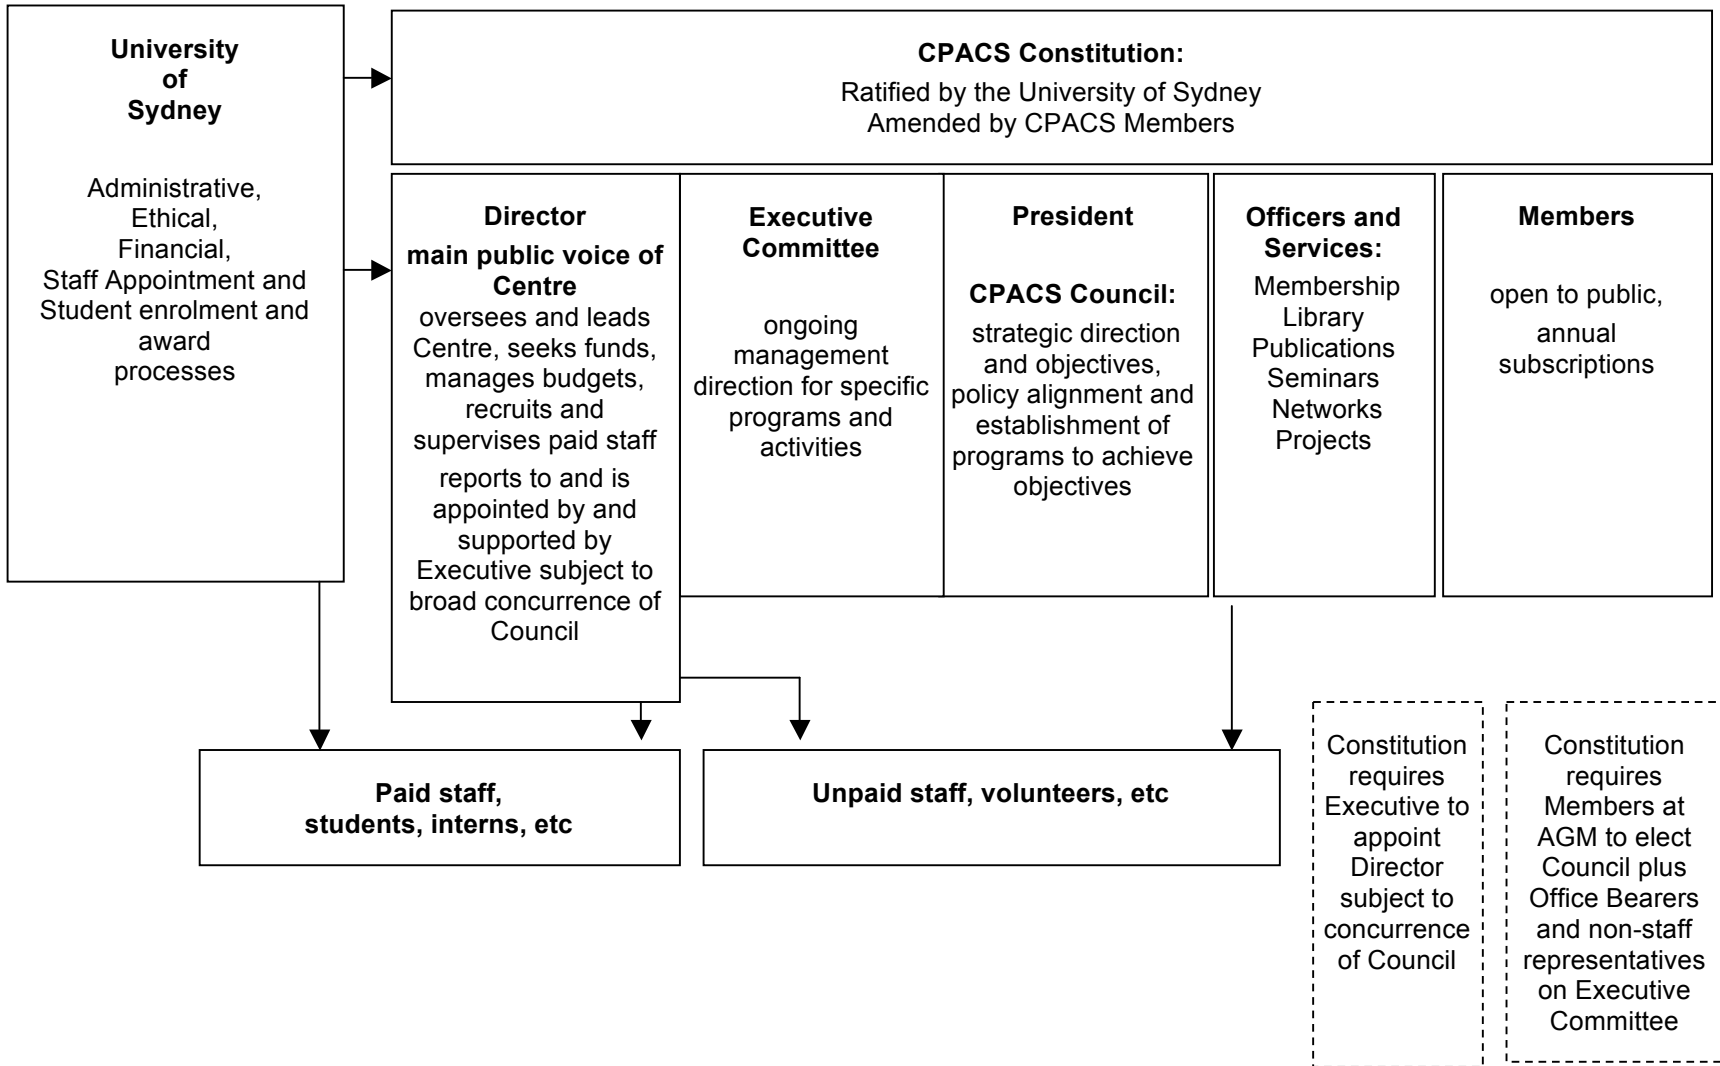 University
of
Sydney
Administrative,
Ethical,
Financial,
Staff Appointment and
Student enrolment and
award
processes
CPACS Constitution:
Ratified by the University of Sydney
Amended by CPACS Members
Director
main public voice of
Centre
oversees and leads
Centre, seeks funds,
manages budgets,
recruits and
supervises paid staff
reports to and is
appointed by and
supported by
Executive subject to
broad concurrence of
Council
Executive
Committee
ongoing
management
direction for specific
programs and
activities
President
CPACS Council:
strategic direction
and objectives,
policy alignment and
establishment of
programs to achieve
objectives
Officers and
Services:
Membership
Library
Publications
Seminars
Networks
Projects
Members
open to public,
annual
subscriptions
Paid staff,
students, interns, etc
Unpaid staff, volunteers, etc
Constitution
requires
Executive to
appoint
Director
subject to
concurrence
of Council
Constitution
requires
Members at
AGM to elect
Council plus
Office Bearers
and non-staff
representatives
on Executive
Committee